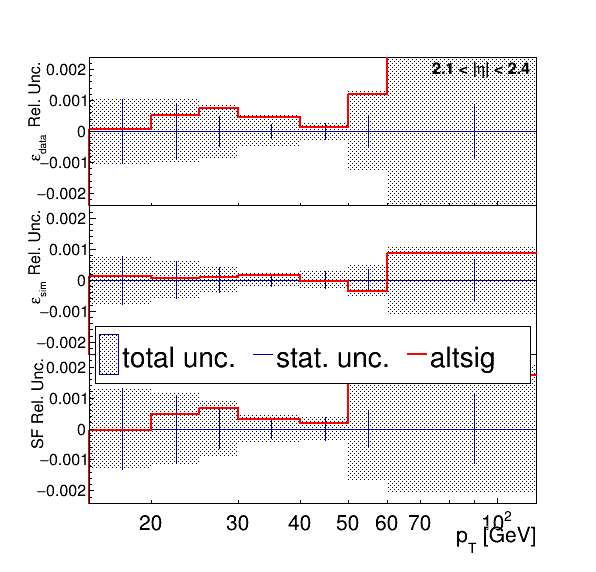 2.1 < |η| < 2.4
ε_data Rel. Unc.
0.002
0.001
0
−0.001
−0.002
ε_sim Rel. Unc.
0.002
0.001
0
−0.001
−0.002
total unc. stat. unc. altsig
SF Rel. Unc.
0.002
0.001
0
−0.001
−0.002
20 30 40 50 60 70 10²
p_T [GeV]